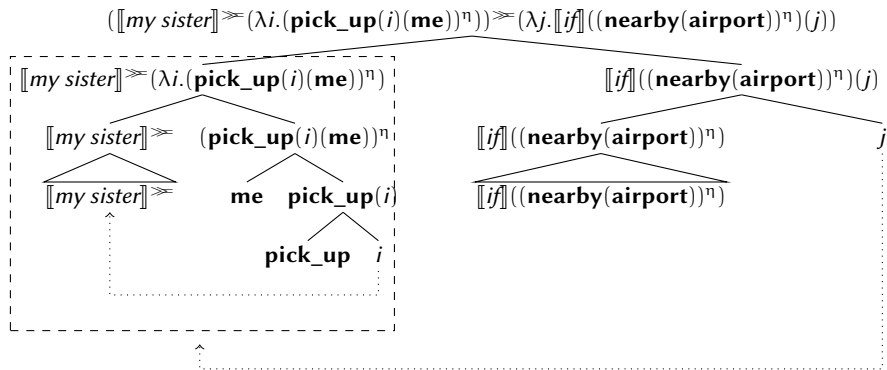 (⟦my sister⟧^≫=(λi.(pick_up(i)(me))^η))^≫=(λj.⟦if⟧((nearby(airport))^η)(j))
⟦my sister⟧^≫=(λi.(pick_up(i)(me))^η) ⟦if⟧((nearby(airport))^η)(j)
⟦my sister⟧^≫= (pick_up(i)(me))^η ⟦if⟧((nearby(airport))^η) j
⟦my sister⟧^≫= me pick_up(i) ⟦if⟧((nearby(airport))^η)
pick_up i